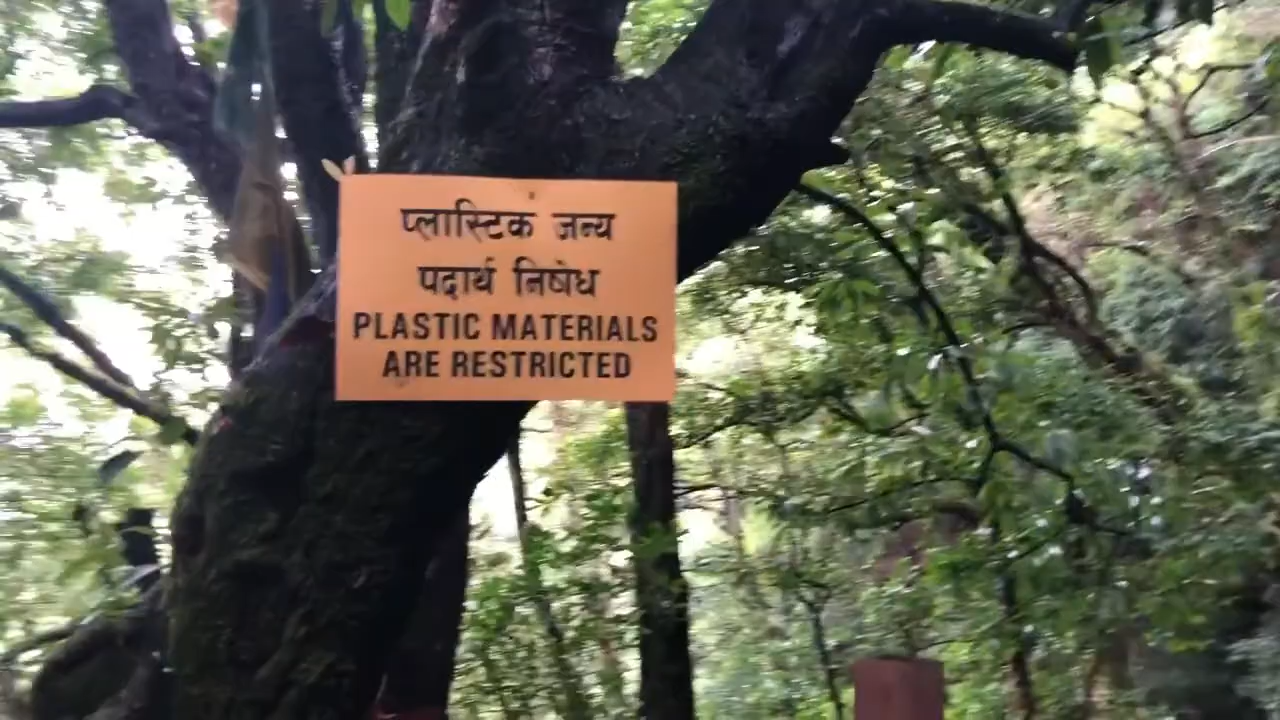 प्लास्टिक जन्य
पदार्थ निषेध
PLASTIC MATERIALS
ARE RESTRICTED